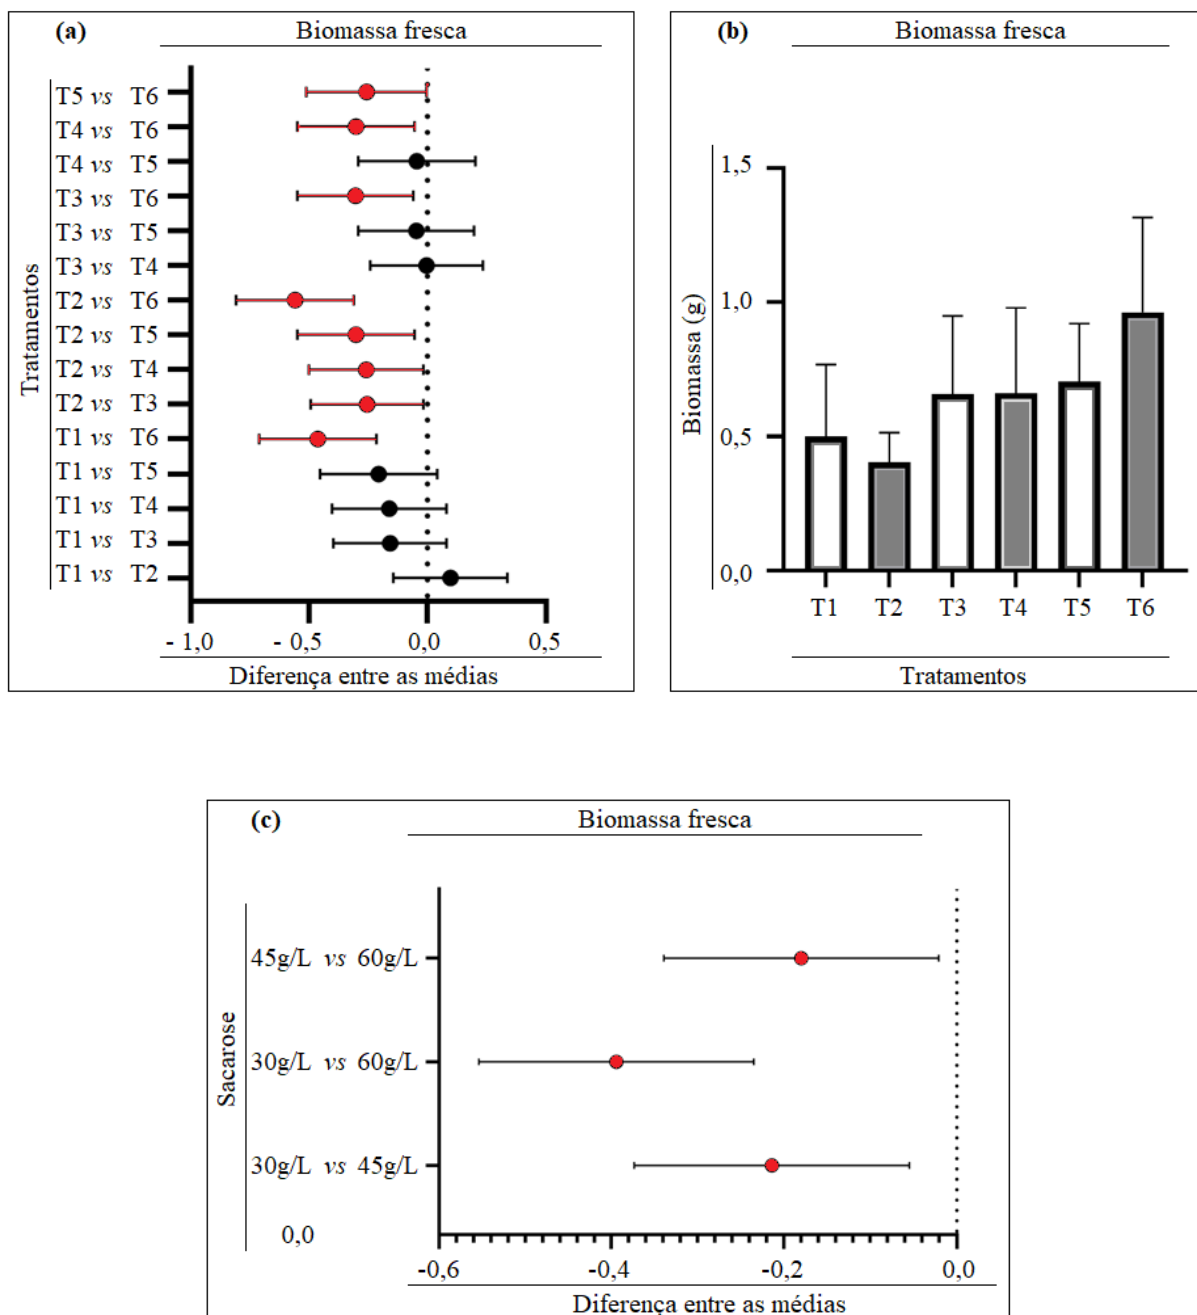 (a)
Biomassa fresca
Tratamentos
T5 vs T6
T4 vs T6
T4 vs T5
T3 vs T6
T3 vs T5
T3 vs T4
T2 vs T6
T2 vs T5
T2 vs T4
T2 vs T3
T1 vs T6
T1 vs T5
T1 vs T4
T1 vs T3
T1 vs T2
- 1,0 - 0,5 0,0 0,5
Diferença entre as médias
(b)
Biomassa fresca
Biomassa (g)
1,5
1,0
0,5
0,0
T1 T2 T3 T4 T5 T6
Tratamentos
(c)
Biomassa fresca
Sacarose
45g/L vs 60g/L
30g/L vs 60g/L
30g/L vs 45g/L
0,0
-0,6 -0,4 -0,2 0,0
Diferença entre as médias